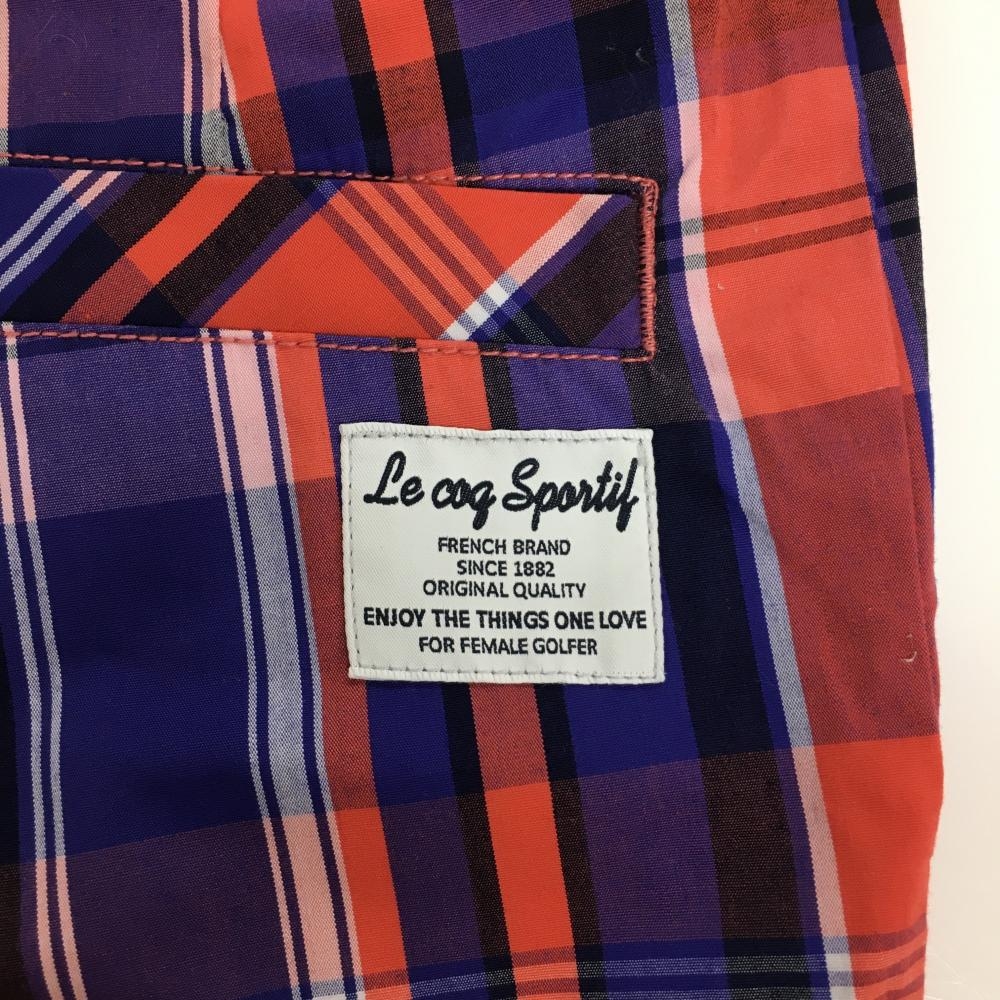 Le coq Sportif
FRENCH BRAND
SINCE 1882
ORIGINAL QUALITY
ENJOY THE THINGS ONE LOVE
FOR FEMALE GOLFER